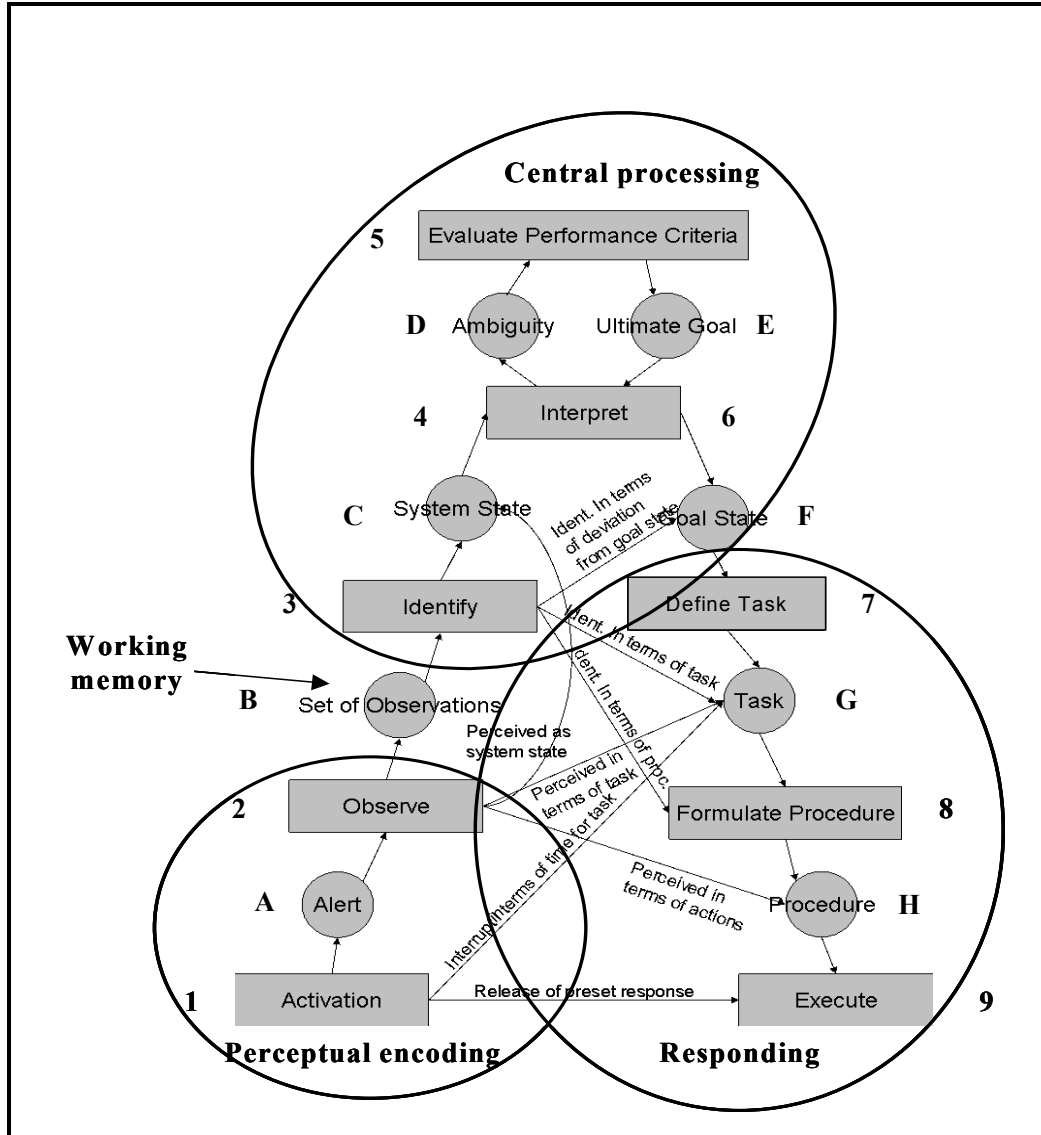 Central processing
5
Evaluate Performance Criteria
D
Ambiguity
Ultimate Goal
E
4
Interpret
6
C
System State
Ident. In terms
of deviation
from goal state
Goal State
F
3
Identify
Define Task
7
Ident. In terms of task
Working
memory
B
Set of Observations
Ident. In terms of proc.
Task
G
Perceived as
system state
2
Observe
Perceived in
terms of task
Formulate Procedure
8
A
Alert
Interrupt interms of time for task
Perceived in
terms of actions
Procedure
H
1
Activation
Release of preset response
Execute
9
Perceptual encoding
Responding